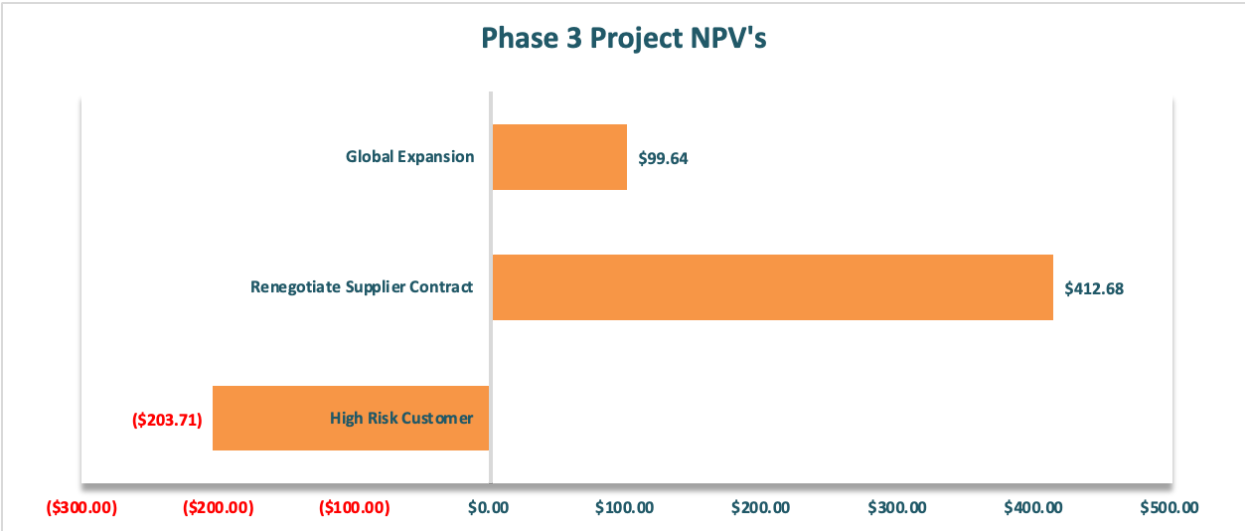 Phase 3 Project NPV's
Global Expansion
$99.64
Renegotiate Supplier Contract
$412.68
($203.71)
High Risk Customer
($300.00) ($200.00) ($100.00) $0.00 $100.00 $200.00 $300.00 $400.00 $500.00